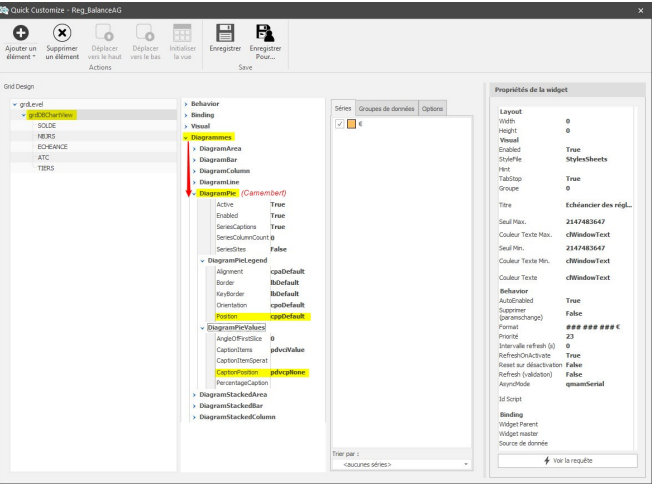 Quick Customize - Reg_BalanceAG
Ajouter un élément
Supprimer un élément
Déplacer vers le haut
Déplacer vers le bas
Initialiser la vue
Enregistrer
Enregistrer Pour...
Actions
Save
Grid Design
grdLevel
grdDBChartView
SOLDE
NBJRS
ECHEANCE
ATC
TIERS
Behavior
Binding
Visual
Diagrammes
DiagramArea
DiagramBar
DiagramColumn
DiagramLine
DiagramPie (Camembert)
Active True
Enabled True
SeriesCaptions True
SeriesColumnCount 0
SeriesSites False
DiagramPieLegend
Alignment cpaDefault
Border lbDefault
KeyBorder lbDefault
Orientation cpoDefault
Position cppDefault
DiagramPieValues
AngleOfFirstSlice 0
CaptionItems pdvciValue
CaptionItemSperat
CaptionPosition pdvcpNone
PercentageCaption
DiagramStackedArea
DiagramStackedBar
DiagramStackedColumn
Séries Groupes de données Options
€
Trier par :
<aucunes séries>
Propriétés de la widget
Layout
Width 0
Height 0
Visual
Enabled True
StyleFile StylesSheets
Hint
TabStop True
Groupe 0
Titre Echéancier des régl...
Seuil Max. 2147483647
Couleur Texte Max. clWindowText
Seuil Min. 2147483647
Couleur Texte Min. clWindowText
Couleur Texte clWindowText
Behavior
AutoEnabled True
Supprimer (paramschange) False
Format ### ### ### €
Priorité 23
Intervalle refresh (s) 0
RefreshOnActivate True
Reset sur désactivation False
Refresh (validation) False
AsyncMode qmamSerial
Id Script
Binding
Widget Parent
Widget master
Source de donnée
Voir la requête